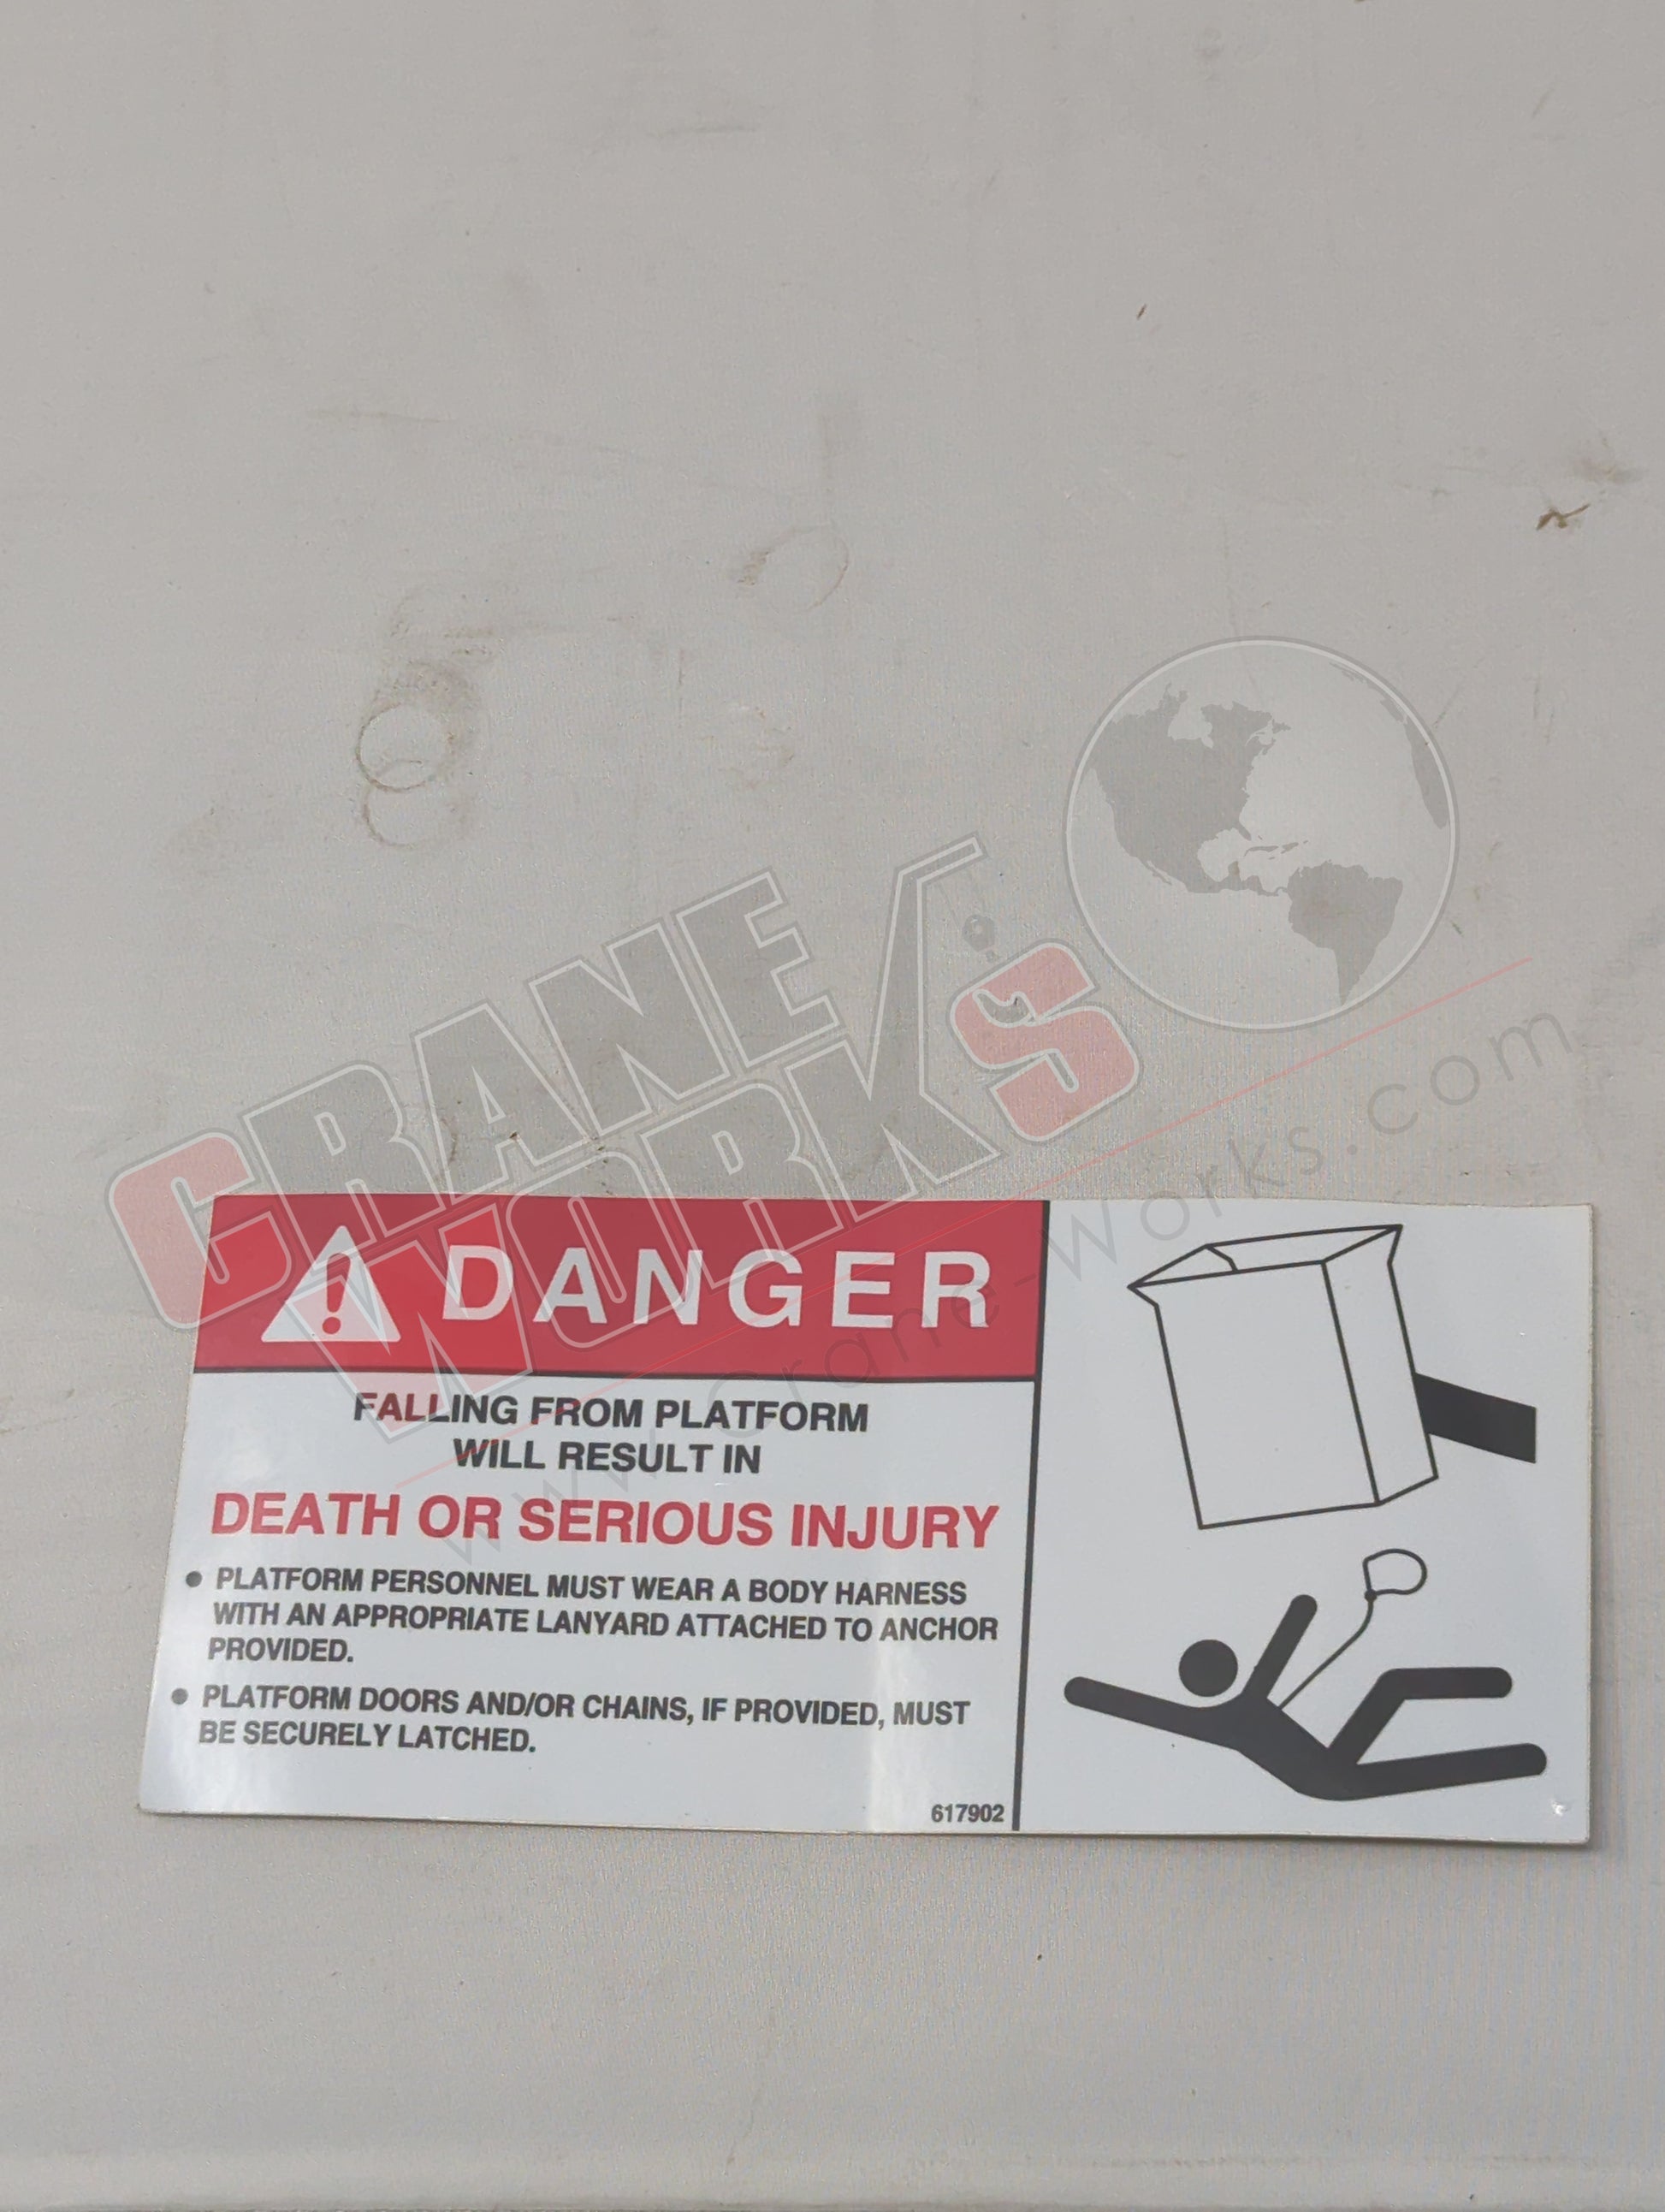 CRANE
WORKS
www.crane-works.com
DANGER
FALLING FROM PLATFORM
WILL RESULT IN
DEATH OR SERIOUS INJURY
● PLATFORM PERSONNEL MUST WEAR A BODY HARNESS
WITH AN APPROPRIATE LANYARD ATTACHED TO ANCHOR
PROVIDED.
● PLATFORM DOORS AND/OR CHAINS, IF PROVIDED, MUST
BE SECURELY LATCHED.
617902